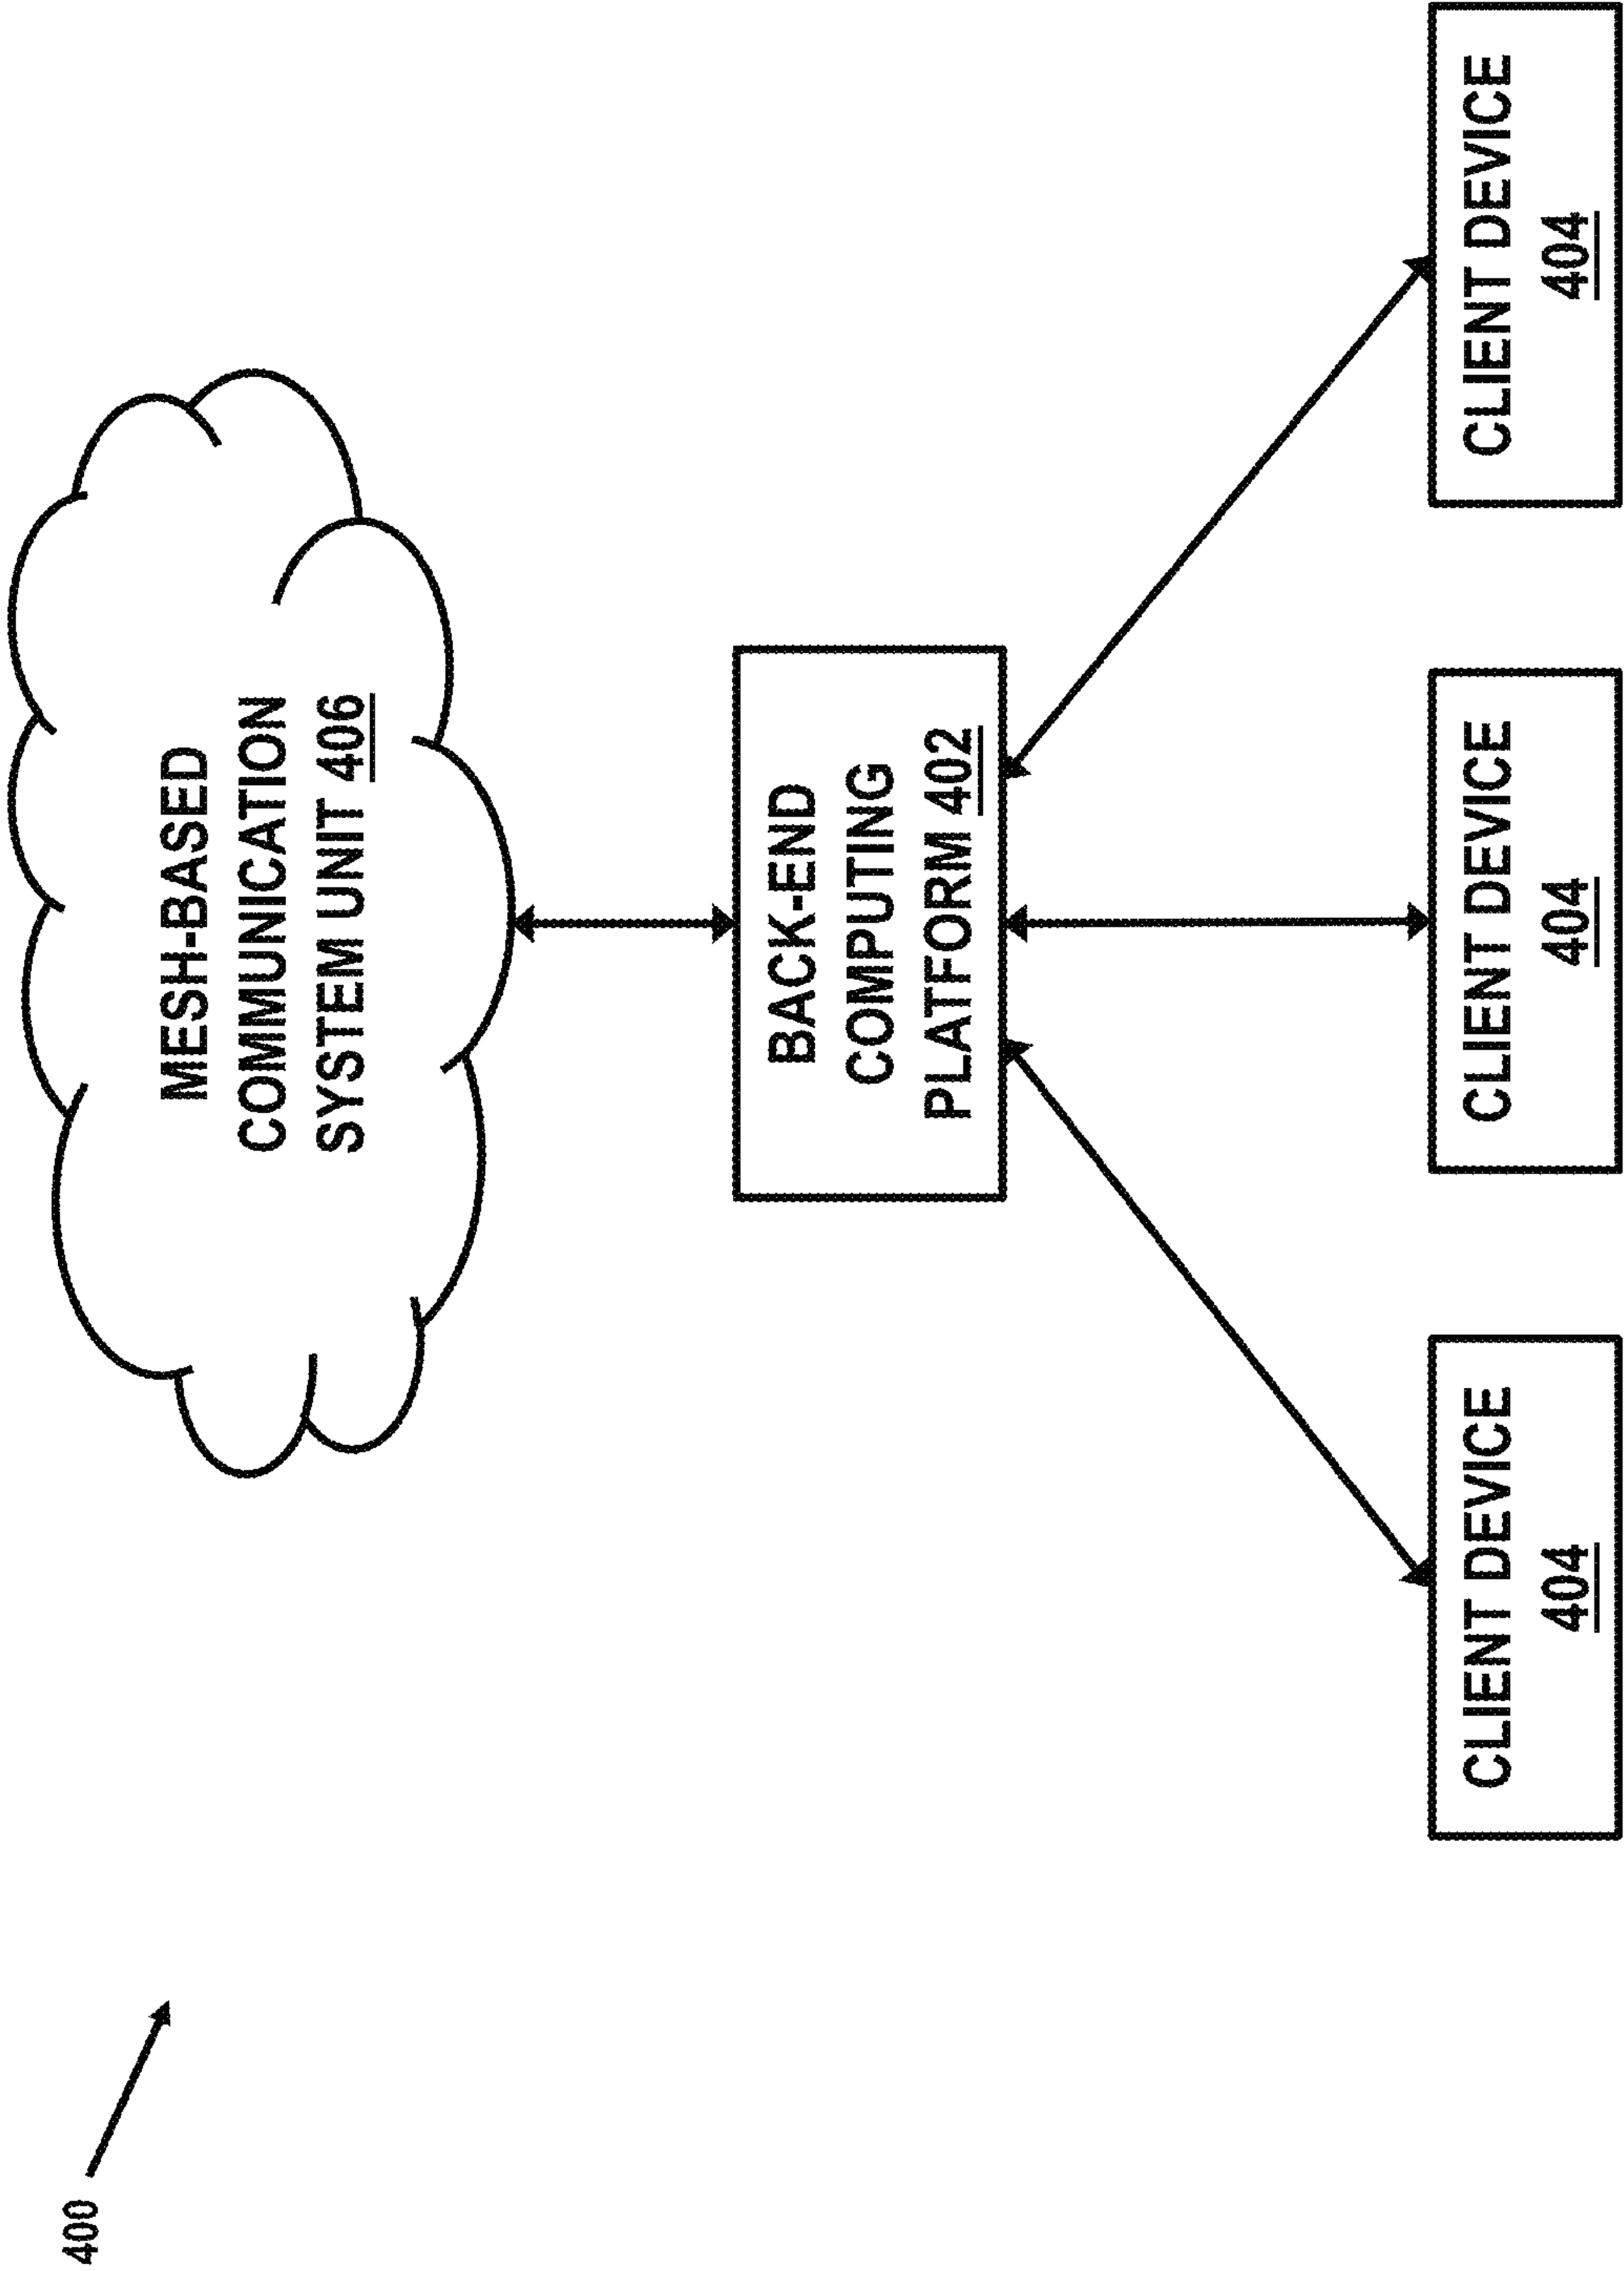 400
MESH-BASED
COMMUNICATION
SYSTEM UNIT 406
BACK-END
COMPUTING
PLATFORM 402
CLIENT DEVICE
404
CLIENT DEVICE
404
CLIENT DEVICE
404